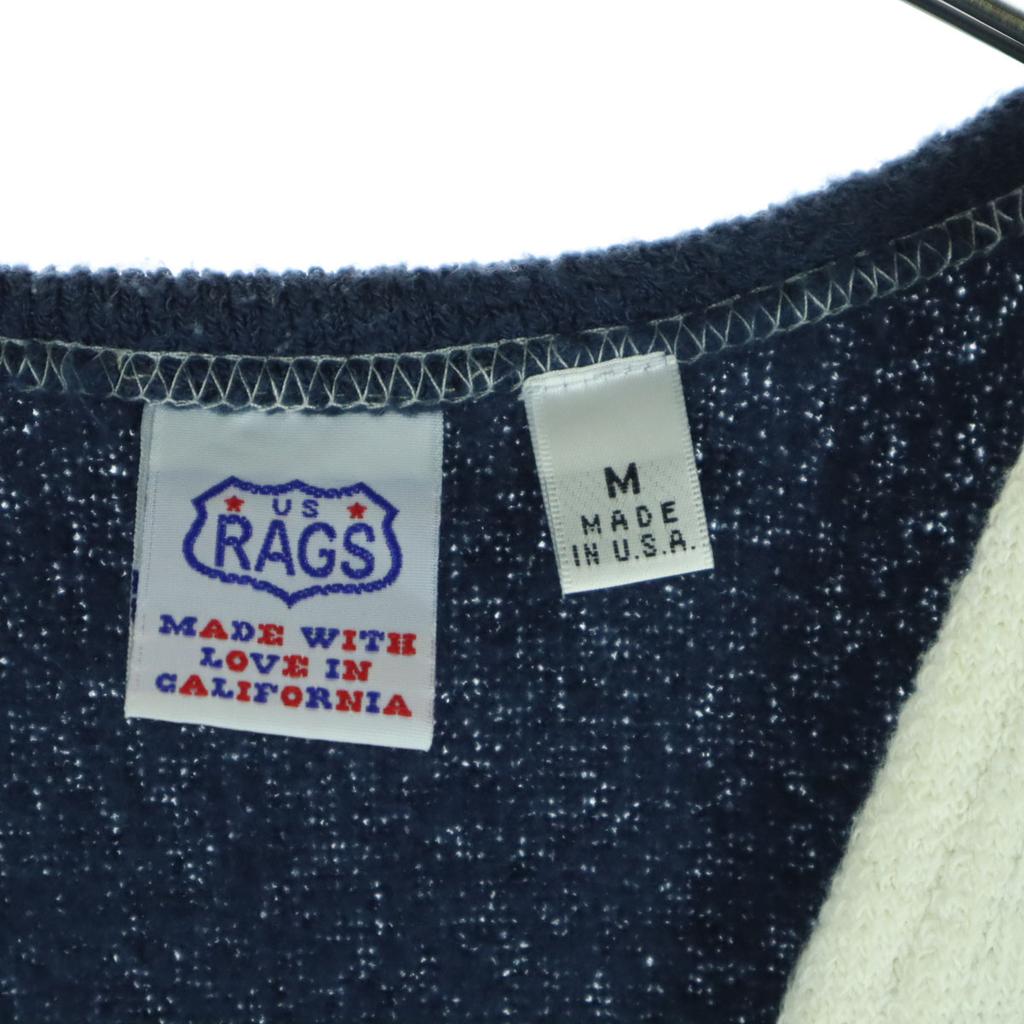 US
RAGS
MADE WITH
LOVE IN
CALIFORNIA
M
MADE
IN U.S.A.